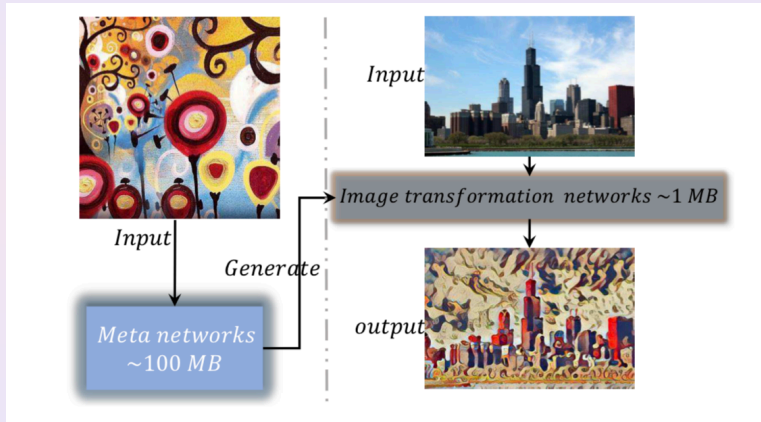 Input
Generate
Meta networks
~100 MB
Input
Image transformation networks ~1 MB
output